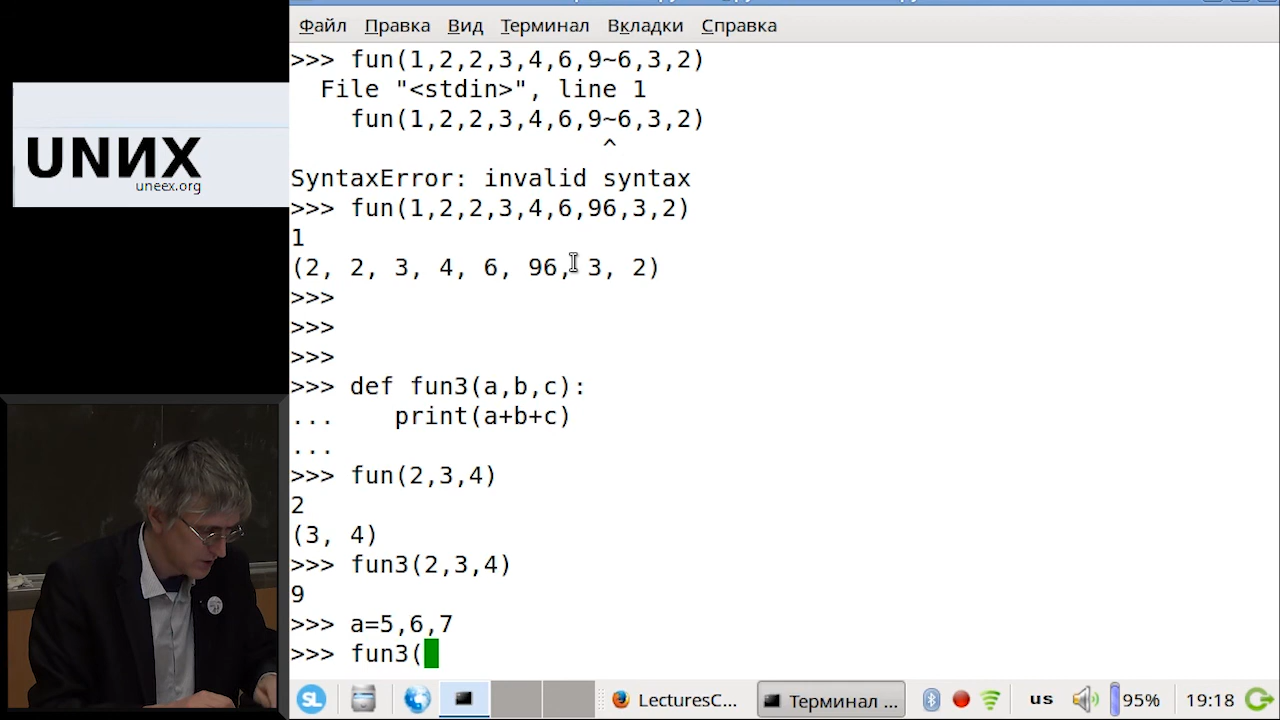 Файл Правка Вид Терминал Вкладки Справка
>>> fun(1,2,2,3,4,6,9~6,3,2)
  File "<stdin>", line 1
    fun(1,2,2,3,4,6,9~6,3,2)
                     ^
SyntaxError: invalid syntax
>>> fun(1,2,2,3,4,6,96,3,2)
1
(2, 2, 3, 4, 6, 96, 3, 2)
>>>
>>>
>>>
>>> def fun3(a,b,c):
...    print(a+b+c)
...
>>> fun(2,3,4)
2
(3, 4)
>>> fun3(2,3,4)
9
>>> a=5,6,7
>>> fun3(
UNИX
uneex.org
LecturesC... Терминал ... us 95% 19:18